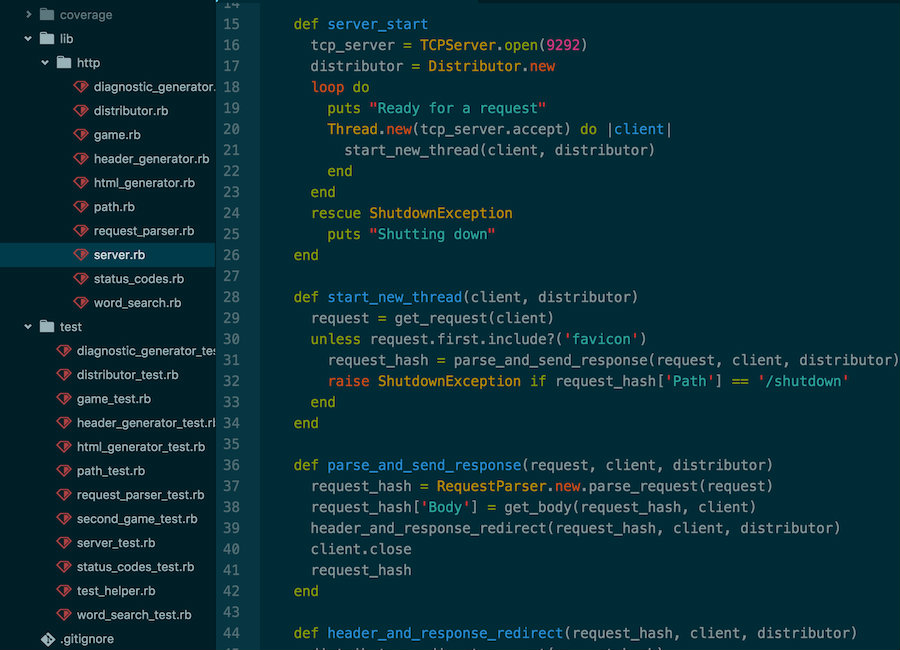 coverage
lib
http
diagnostic_generator.
distributor.rb
game.rb
header_generator.rb
html_generator.rb
path.rb
request_parser.rb
server.rb
status_codes.rb
word_search.rb
test
diagnostic_generator_tes
distributor_test.rb
game_test.rb
header_generator_test.rl
html_generator_test.rb
path_test.rb
request_parser_test.rb
second_game_test.rb
server_test.rb
status_codes_test.rb
test_helper.rb
word_search_test.rb
.gitignore
14
15 def server_start
16 tcp_server = TCPServer.open(9292)
17 distributor = Distributor.new
18 loop do
19 puts "Ready for a request"
20 Thread.new(tcp_server.accept) do |client|
21 start_new_thread(client, distributor)
22 end
23 end
24 rescue ShutdownException
25 puts "Shutting down"
26 end
27
28 def start_new_thread(client, distributor)
29 request = get_request(client)
30 unless request.first.include?('favicon')
31 request_hash = parse_and_send_response(request, client, distributor)
32 raise ShutdownException if request_hash['Path'] == '/shutdown'
33 end
34 end
35
36 def parse_and_send_response(request, client, distributor)
37 request_hash = RequestParser.new.parse_request(request)
38 request_hash['Body'] = get_body(request_hash, client)
39 header_and_response_redirect(request_hash, client, distributor)
40 client.close
41 request_hash
42 end
43
44 def header_and_response_redirect(request_hash, client, distributor)